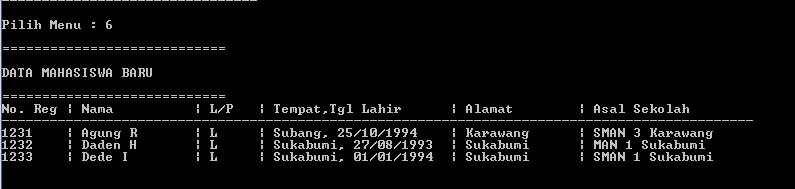 Pilih Menu : 6
============================
DATA MAHASISWA BARU
============================
No. Reg ¦ Nama ¦ L/P ¦ Tempat,Tgl Lahir ¦ Alamat ¦ Asal Sekolah
1231 ¦ Agung R ¦ L ¦ Subang, 25/10/1994 ¦ Karawang ¦ SMAN 3 Karawang
1232 ¦ Daden H ¦ L ¦ Sukabumi, 27/08/1993 ¦ Sukabumi ¦ MAN 1 Sukabumi
1233 ¦ Dede I ¦ L ¦ Sukabumi, 01/01/1994 ¦ Sukabumi ¦ SMAN 1 Sukabumi